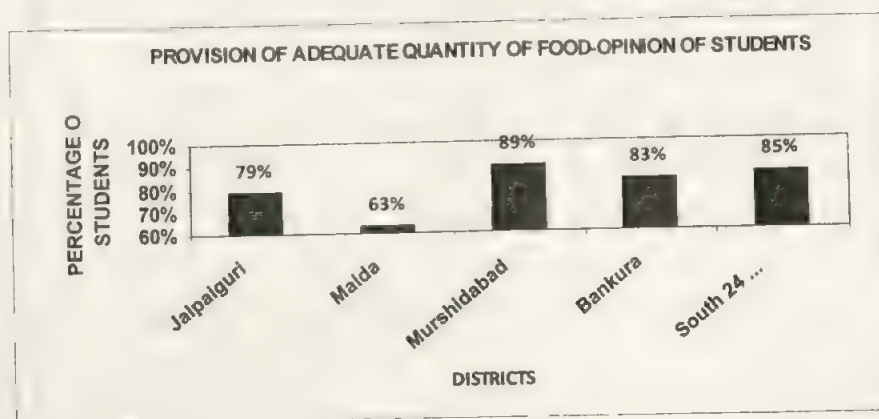 PROVISION OF ADEQUATE QUANTITY OF FOOD-OPINION OF STUDENTS
PERCENTAGE O
STUDENTS
100%
90%
80%
70%
60%
79%
63%
89%
83%
85%
Jalpaiguri
Malda
Murshidabad
Bankura
South 24 ...
DISTRICTS